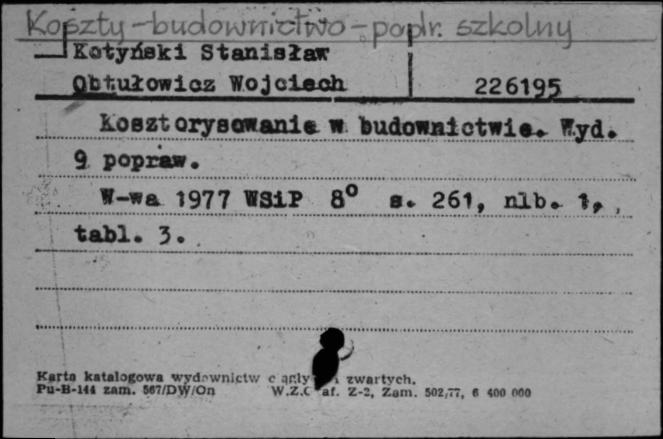 Koszty - budownictwo - podr. szkolny
Kotyński Stanisław
Obtułowicz Wojciech 226195
Kosztorysowanie w budownictwie. Wyd.
9 popraw.
W-wa 1977 WSiP 8° s. 261, nlb. 1,
tabl. 3.
Karta katalogowa wydawnictw i zwartych.
Pu-B-144 zam. 567/DW/On W.Z.C af. Z-2, Zam. 502/77, 6 400 000